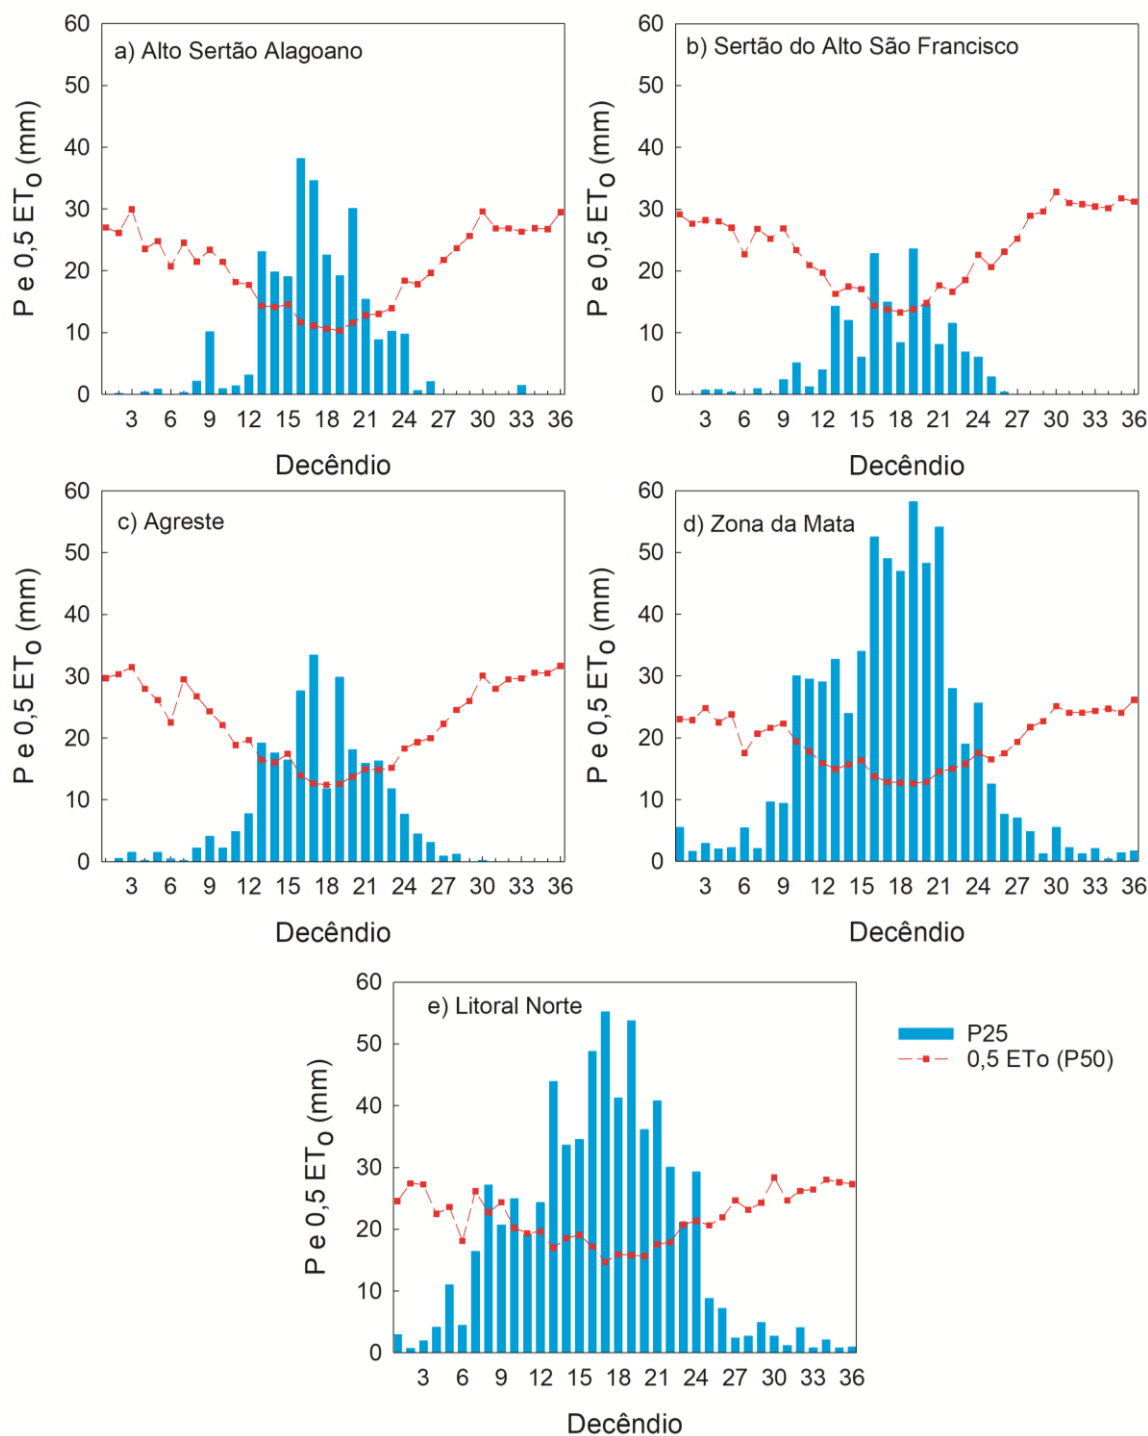 a) Alto Sertão Alagoano
P e 0,5 ETo (mm)
60
50
40
30
20
10
0
3 6 9 12 15 18 21 24 27 30 33 36
Decêndio
b) Sertão do Alto São Francisco
P e 0,5 ETo (mm)
60
50
40
30
20
10
0
3 6 9 12 15 18 21 24 27 30 33 36
Decêndio
c) Agreste
P e 0,5 ETo (mm)
60
50
40
30
20
10
0
3 6 9 12 15 18 21 24 27 30 33 36
Decêndio
d) Zona da Mata
P e 0,5 ETo (mm)
60
50
40
30
20
10
0
3 6 9 12 15 18 21 24 27 30 33 36
Decêndio
e) Litoral Norte
P e 0,5 ETo (mm)
60
50
40
30
20
10
0
3 6 9 12 15 18 21 24 27 30 33 36
Decêndio
P25
0,5 ETo (P50)